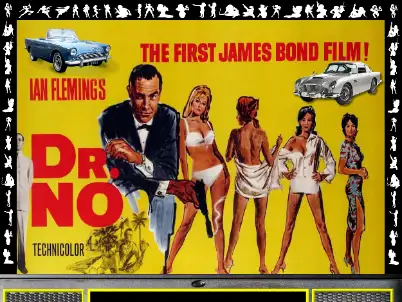 THE FIRST JAMES BOND FILM!
IAN FLEMING'S
DR.
NO
TECHNICOLOR